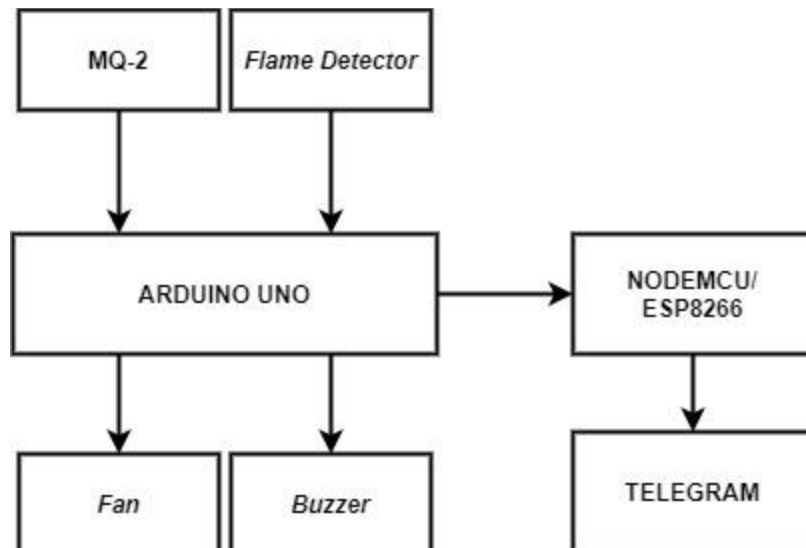 MQ-2
Flame Detector
ARDUINO UNO
NODEMCU/
ESP8266
Fan
Buzzer
TELEGRAM